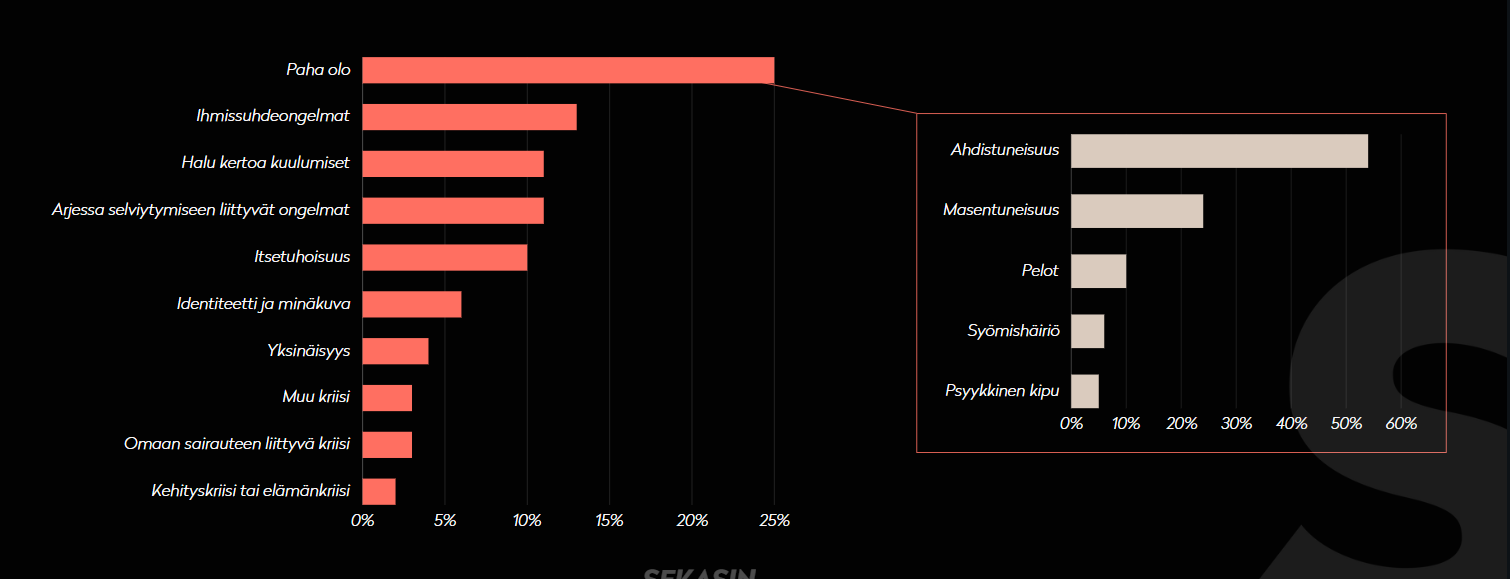 Paha olo
Ihmissuhdeongelmat
Halu kertoa kuulumiset
Arjessa selviytymiseen liittyvät ongelmat
Itsetuhoisuus
Identiteetti ja minäkuva
Yksinäisyys
Muu kriisi
Omaan sairauteen liittyvä kriisi
Kehityskriisi tai elämänkriisi
0% 5% 10% 15% 20% 25%
Ahdistuneisuus
Masentuneisuus
Pelot
Syömishäiriö
Psyykkinen kipu
0% 10% 20% 30% 40% 50% 60%
SEKASIN